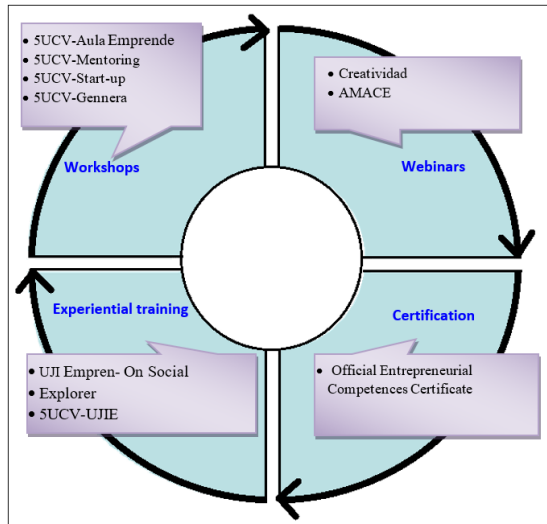 5UCV-Aula Emprende
5UCV-Mentoring
5UCV-Start-up
5UCV-Gennera
Workshops
Creatividad
AMACE
Webinars
Experiential training
UJI Empren- On Social
Explorer
5UCV-UJIE
Certification
Official Entrepreneurial
Competences Certificate